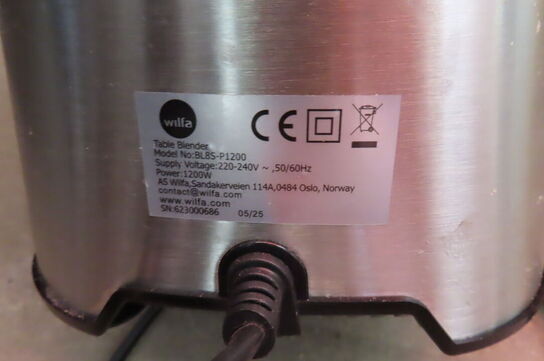 wilfa
CE
Table Blender
Model No:BL8S-P1200
Supply Voltage:220-240V ~ ,50/60Hz
Power:1200W
AS Wilfa,Sandakerveien 114A,0484 Oslo, Norway
contact@wilfa.com
www.wilfa.com
SN:623000686 05/25